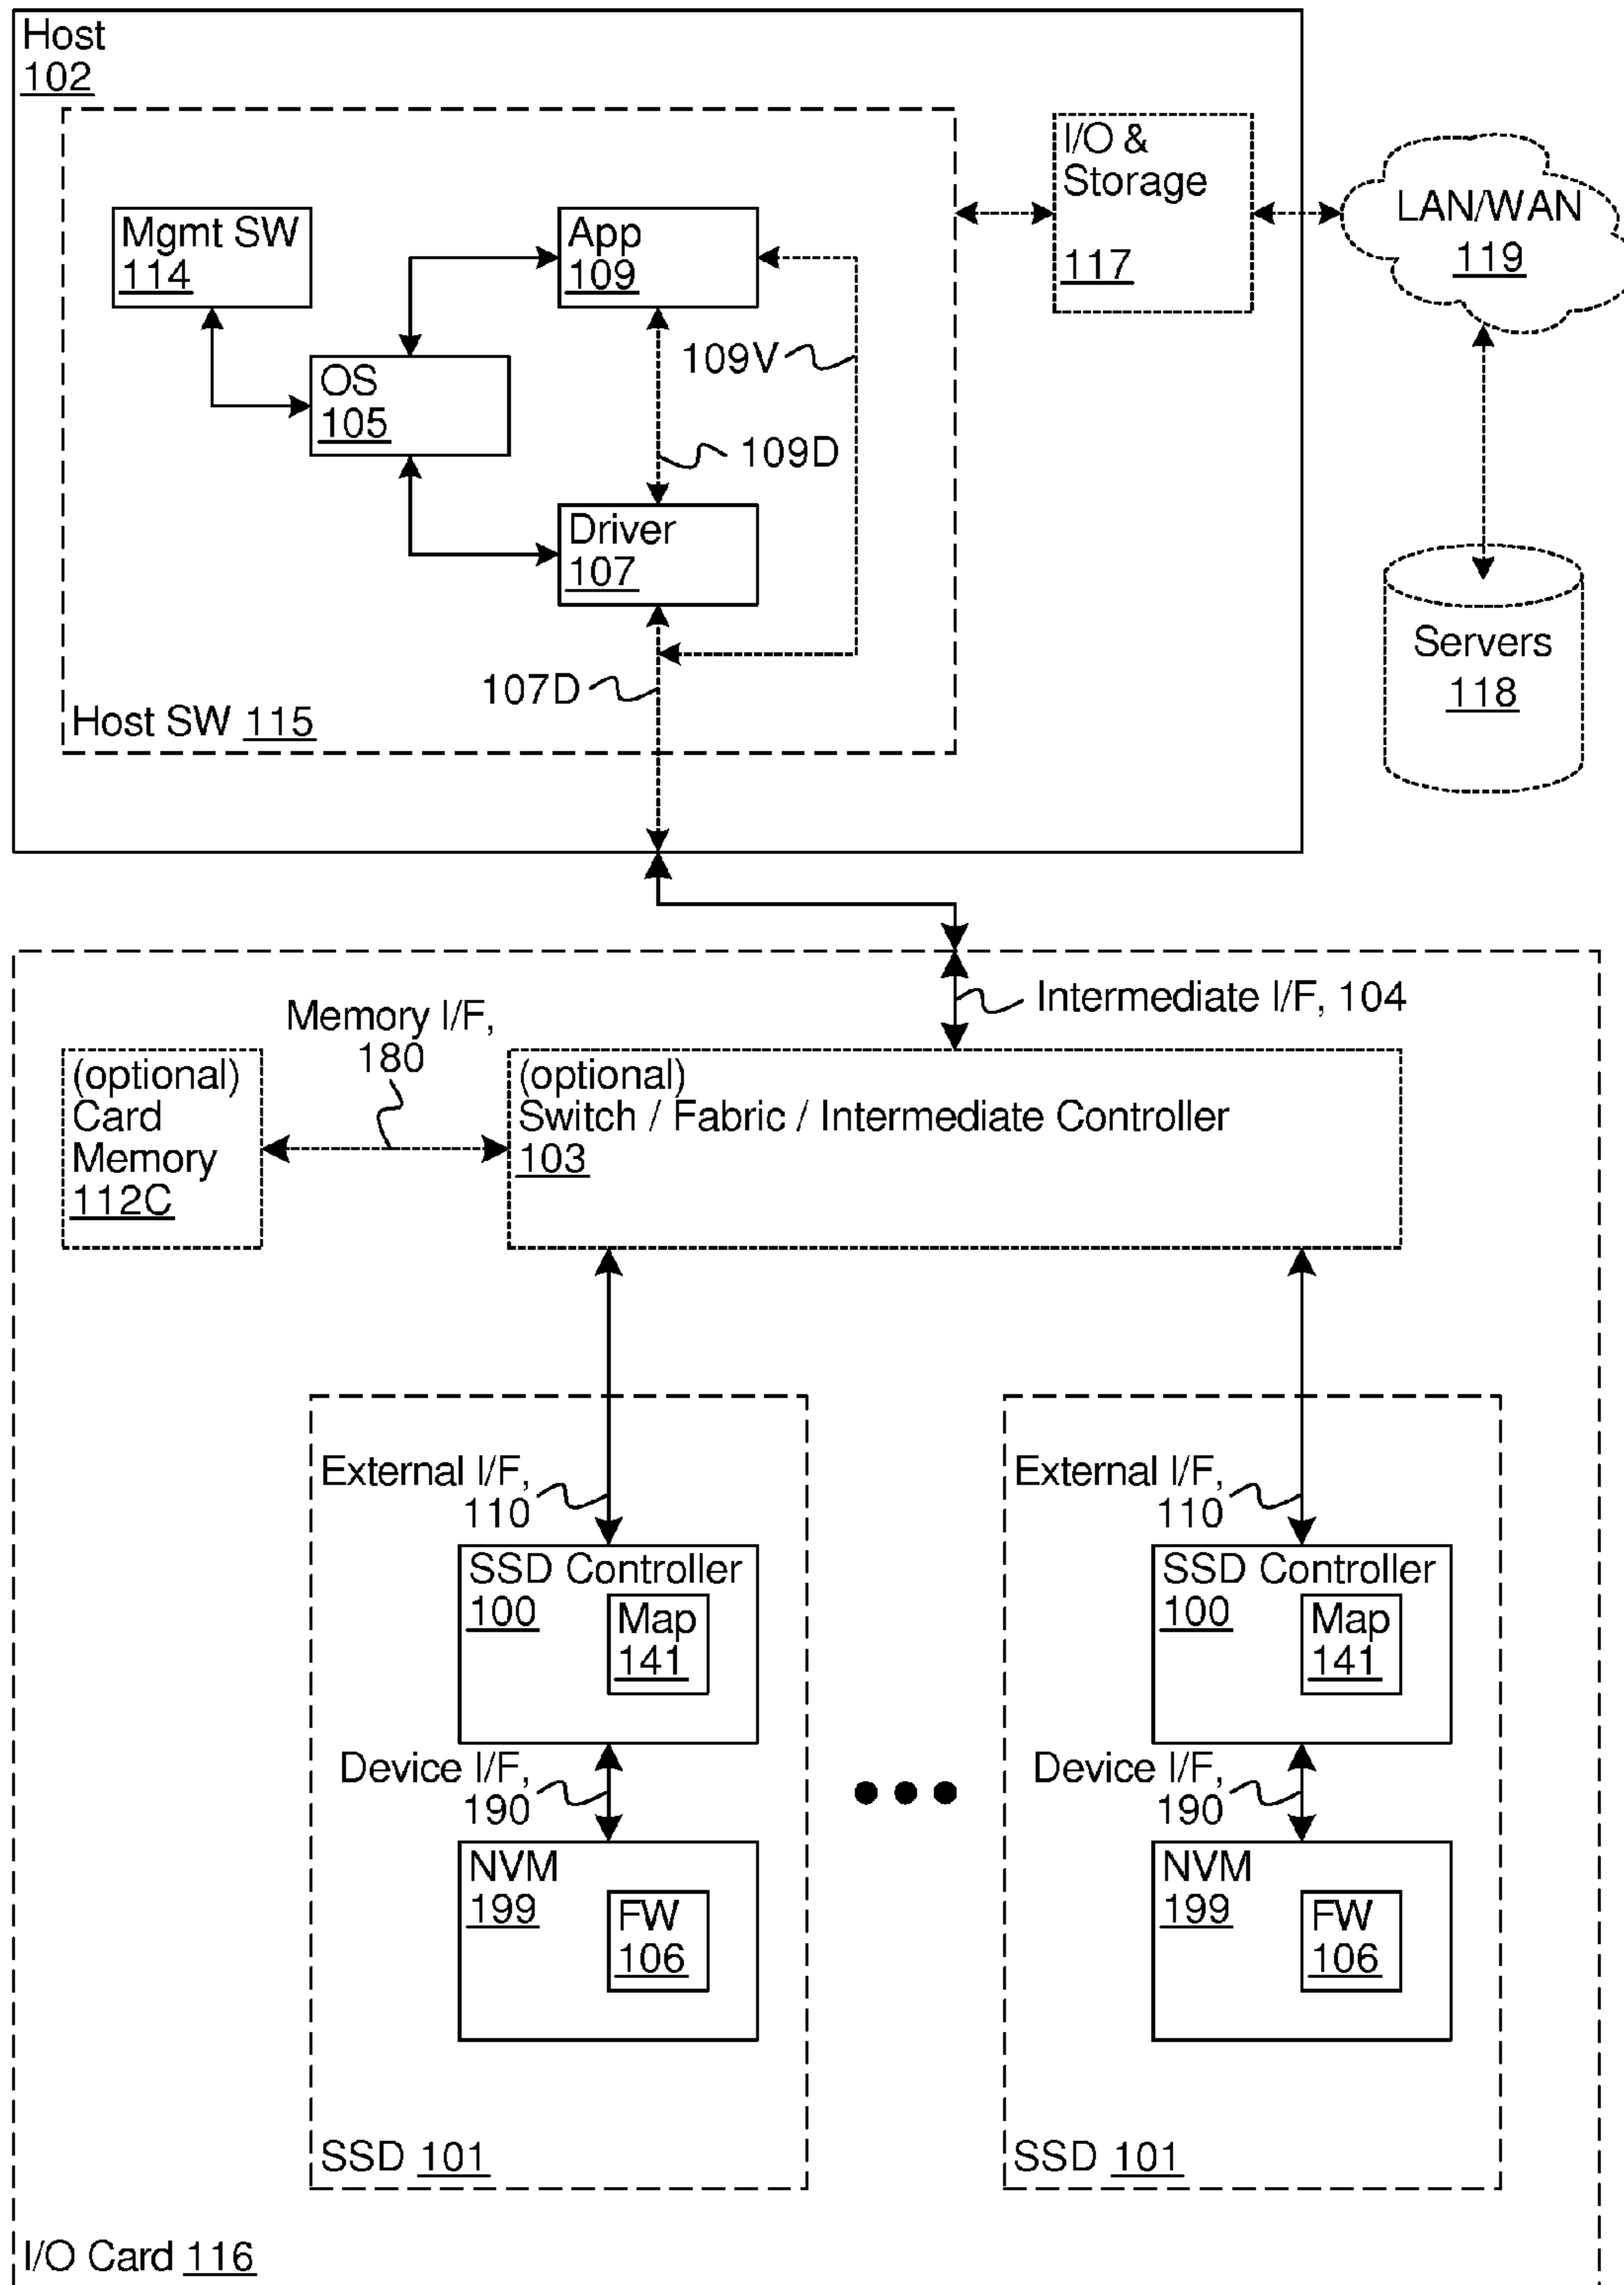 Host
102
I/O &
Storage
117
LAN/WAN
119
Mgmt SW
114
App
109
109V
OS
105
109D
Driver
107
107D
Host SW 115
Servers
118
Intermediate I/F, 104
Memory I/F,
180
(optional)
Card
Memory
112C
(optional)
Switch / Fabric / Intermediate Controller
103
External I/F,
110
SSD Controller
100
Map
141
Device I/F,
190
NVM
199
FW
106
SSD 101
External I/F,
110
SSD Controller
100
Map
141
Device I/F,
190
NVM
199
FW
106
SSD 101
I/O Card 116